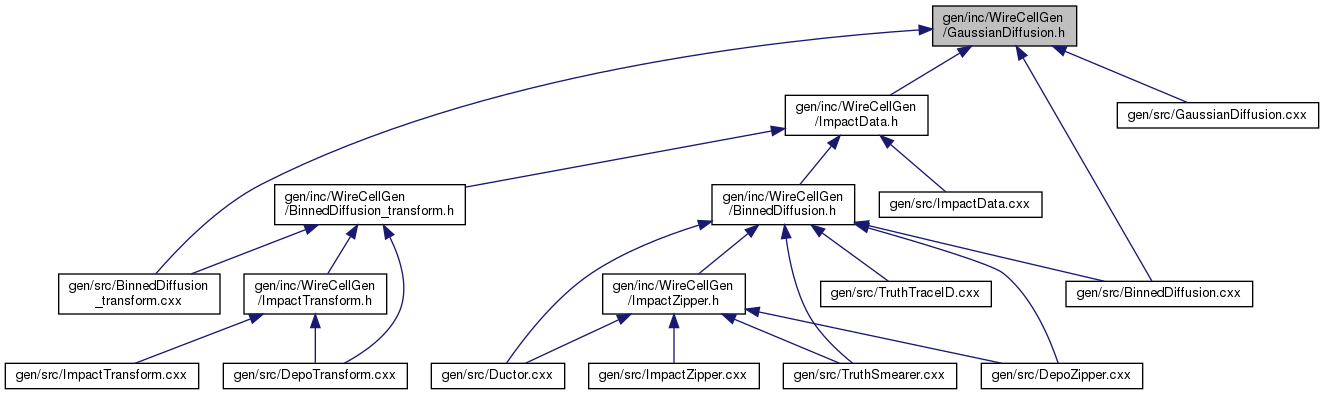 gen/inc/WireCellGen
/GaussianDiffusion.h
gen/inc/WireCellGen
/ImpactData.h
gen/src/GaussianDiffusion.cxx
gen/inc/WireCellGen
/BinnedDiffusion_transform.h
gen/inc/WireCellGen
/BinnedDiffusion.h
gen/src/ImpactData.cxx
gen/src/BinnedDiffusion
_transform.cxx
gen/inc/WireCellGen
/ImpactTransform.h
gen/inc/WireCellGen
/ImpactZipper.h
gen/src/TruthTraceID.cxx
gen/src/BinnedDiffusion.cxx
gen/src/ImpactTransform.cxx
gen/src/DepoTransform.cxx
gen/src/Ductor.cxx
gen/src/ImpactZipper.cxx
gen/src/TruthSmearer.cxx
gen/src/DepoZipper.cxx